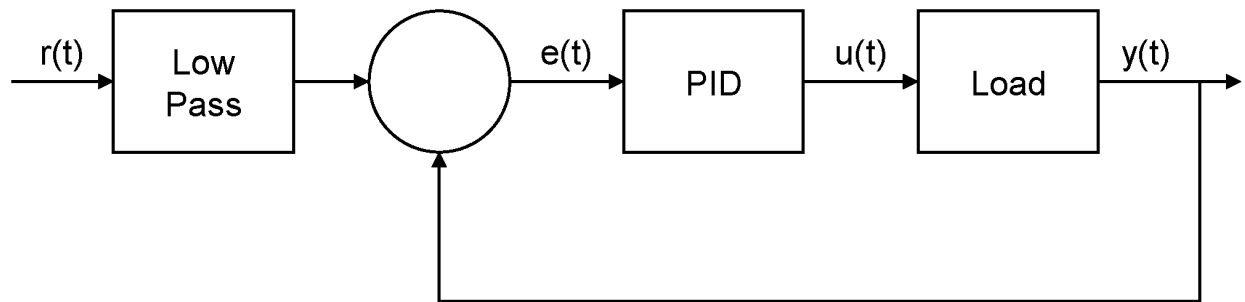 r(t)
Low
Pass
e(t)
PID
u(t)
Load
y(t)